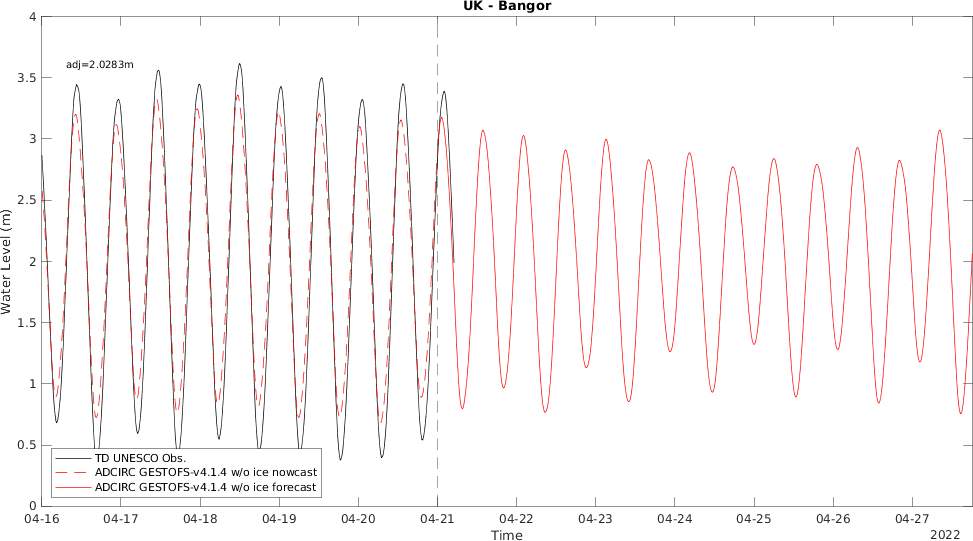 UK - Bangor
adj=2.0283m
Water Level (m)
4
3.5
3
2.5
2
1.5
1
0.5
0
TD UNESCO Obs.
ADCIRC GESTOFS-v4.1.4 w/o ice nowcast
ADCIRC GESTOFS-v4.1.4 w/o ice forecast
04-16 04-17 04-18 04-19 04-20 04-21 04-22 04-23 04-24 04-25 04-26 04-27
Time
2022